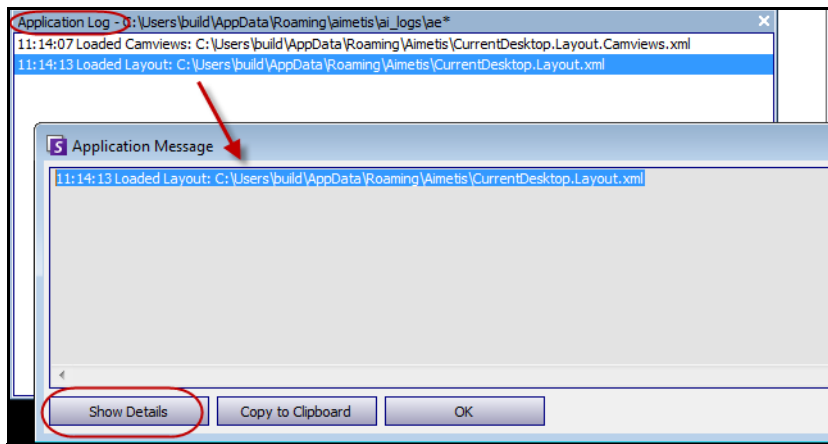 Application Log - C:\Users\build\AppData\Roaming\aimetis\ai_logs\ae*
11:14:07 Loaded Camviews: C:\Users\build\AppData\Roaming\Aimetis\CurrentDesktop.Layout.Camviews.xml
11:14:13 Loaded Layout: C:\Users\build\AppData\Roaming\Aimetis\CurrentDesktop.Layout.xml
Application Message
11:14:13 Loaded Layout: C:\Users\build\AppData\Roaming\Aimetis\CurrentDesktop.Layout.xml
Show Details Copy to Clipboard OK